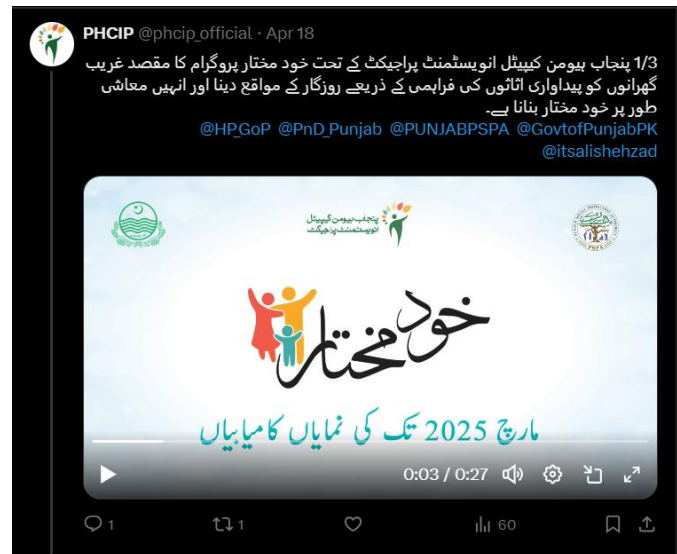 PHCIP @phcip_official · Apr 18
1/3 پنجاب ہیومن کیپیٹل انویسٹمنٹ پراجیکٹ کے تحت خود مختار پروگرام کا مقصد غریب
گھرانوں کو پیداواری اثاثوں کی فراہمی کے ذریعے روزگار کے مواقع دینا اور انہیں معاشی
طور پر خود مختار بنانا ہے۔
@HP_GoP @PnD_Punjab @PUNJABPSPA @GovtofPunjabPK
@itsalishehzad
پنجاب ہیومن کیپیٹل
انویسٹمنٹ پراجیکٹ
PSPA
خود مختار
مارچ 2025 تک کی نمایاں کامیابیاں
0:03 / 0:27
1 1 60